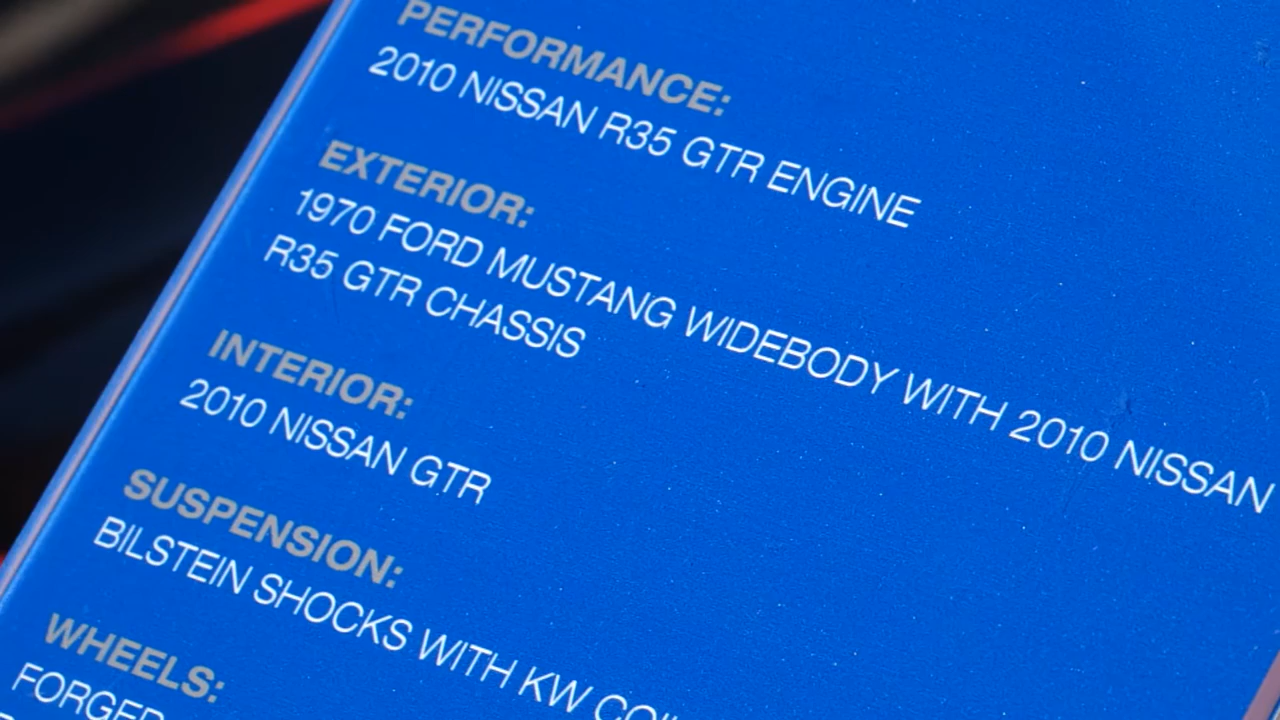 PERFORMANCE:
2010 NISSAN R35 GTR ENGINE
EXTERIOR:
1970 FORD MUSTANG WIDEBODY WITH 2010 NISSAN
R35 GTR CHASSIS
INTERIOR:
2010 NISSAN GTR
SUSPENSION:
BILSTEIN SHOCKS WITH KW
WHEELS:
FORGED